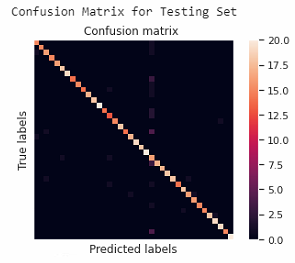 Confusion Matrix for Testing Set
Confusion matrix
True labels
Predicted labels
20.0
17.5
15.0
12.5
10.0
7.5
5.0
2.5
0.0